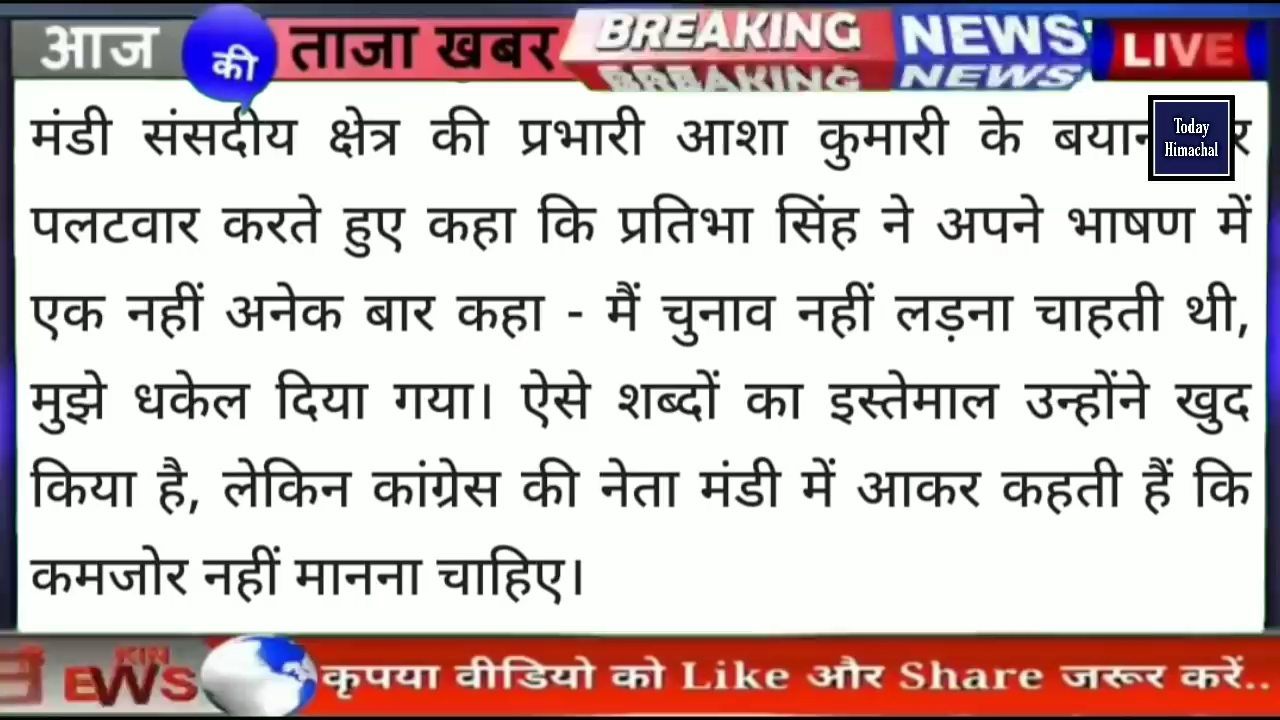 आज की ताजा खबर BREAKING NEWS LIVE
मंडी संसदीय क्षेत्र की प्रभारी आशा कुमारी के
Today
Himachal
पलटवार करते हुए कहा कि प्रतिभा सिंह ने अपने भाषण में
एक नहीं अनेक बार कहा - मैं चुनाव नहीं लड़ना चाहती थी,
मुझे धकेल दिया गया। ऐसे शब्दों का इस्तेमाल उन्होंने खुद
किया है, लेकिन कांग्रेस की नेता मंडी में आकर कहती हैं कि
कमजोर नहीं मानना चाहिए।
कृपया वीडियो को Like और Share जरूर करें..